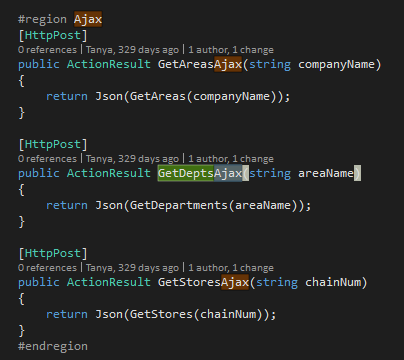 #region Ajax
[HttpPost]
0 references | Tanya, 329 days ago | 1 author, 1 change
public ActionResult GetAreasAjax(string companyName)
{
return Json(GetAreas(companyName));
}
[HttpPost]
0 references | Tanya, 329 days ago | 1 author, 1 change
public ActionResult GetDeptsAjax(string areaName)
{
return Json(GetDepartments(areaName));
}
[HttpPost]
0 references | Tanya, 329 days ago | 1 author, 1 change
public ActionResult GetStoresAjax(string chainNum)
{
return Json(GetStores(chainNum));
}
#endregion